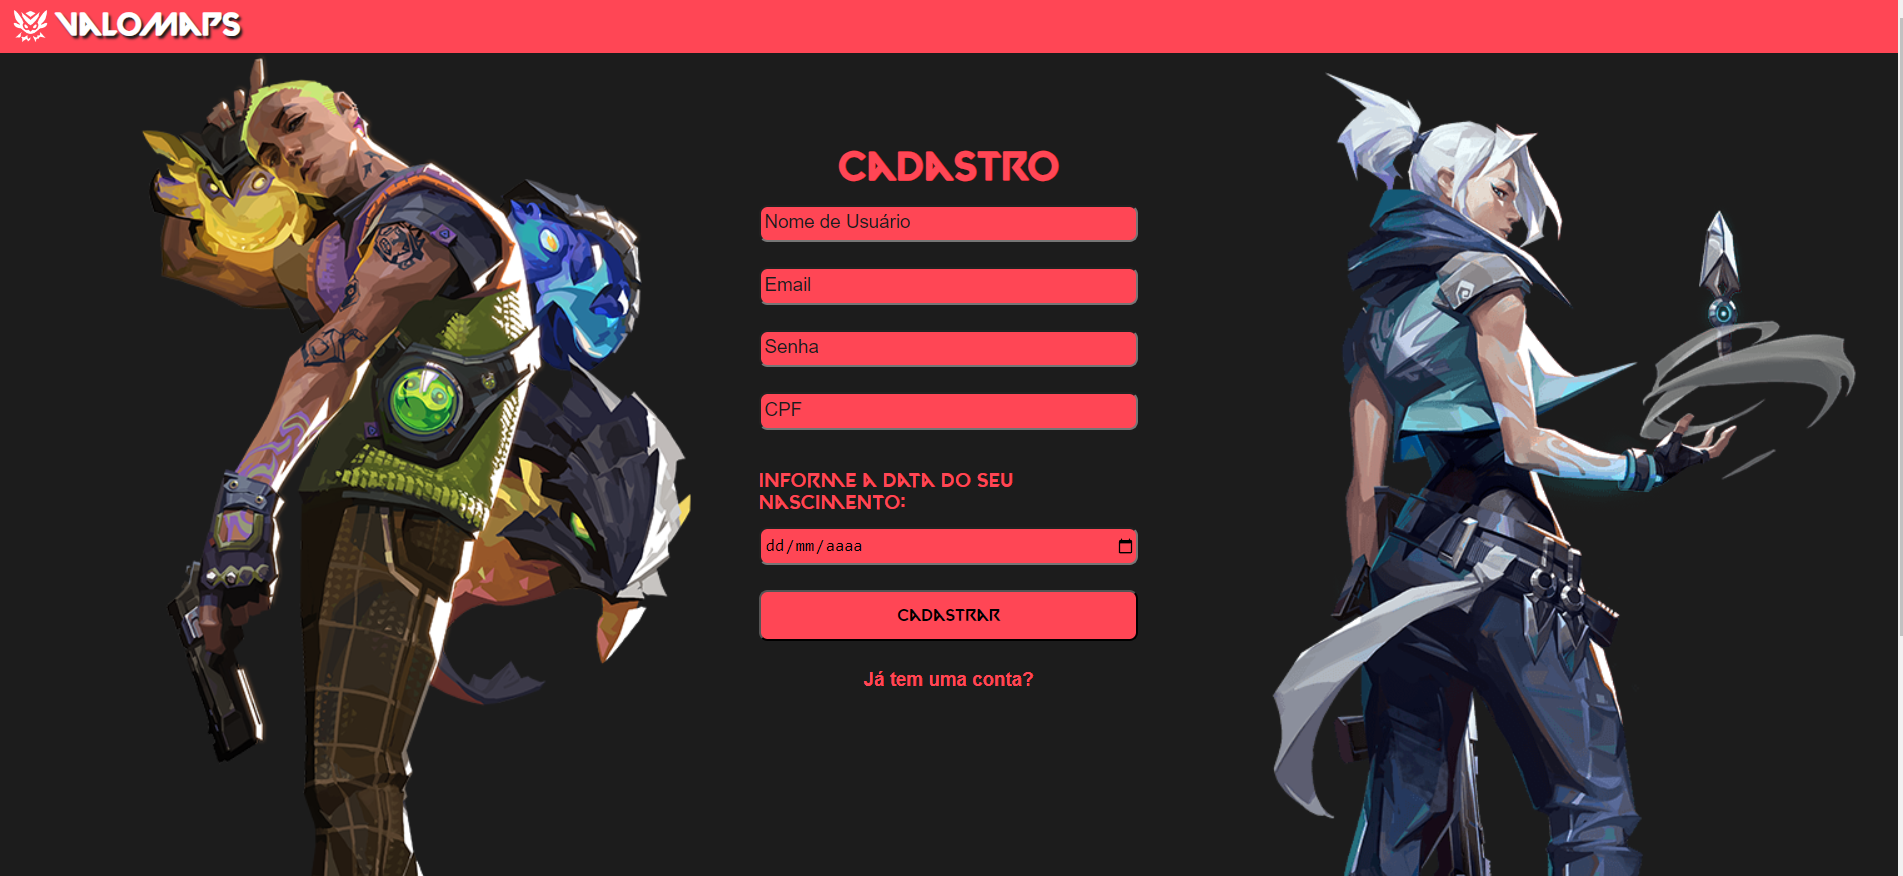 VALOMAPS
CADASTRO
Nome de Usuário
Email
Senha
CPF
INFORME A DATA DO SEU
NASCIMENTO:
dd/mm/aaaa
CADASTRAR
Já tem uma conta?